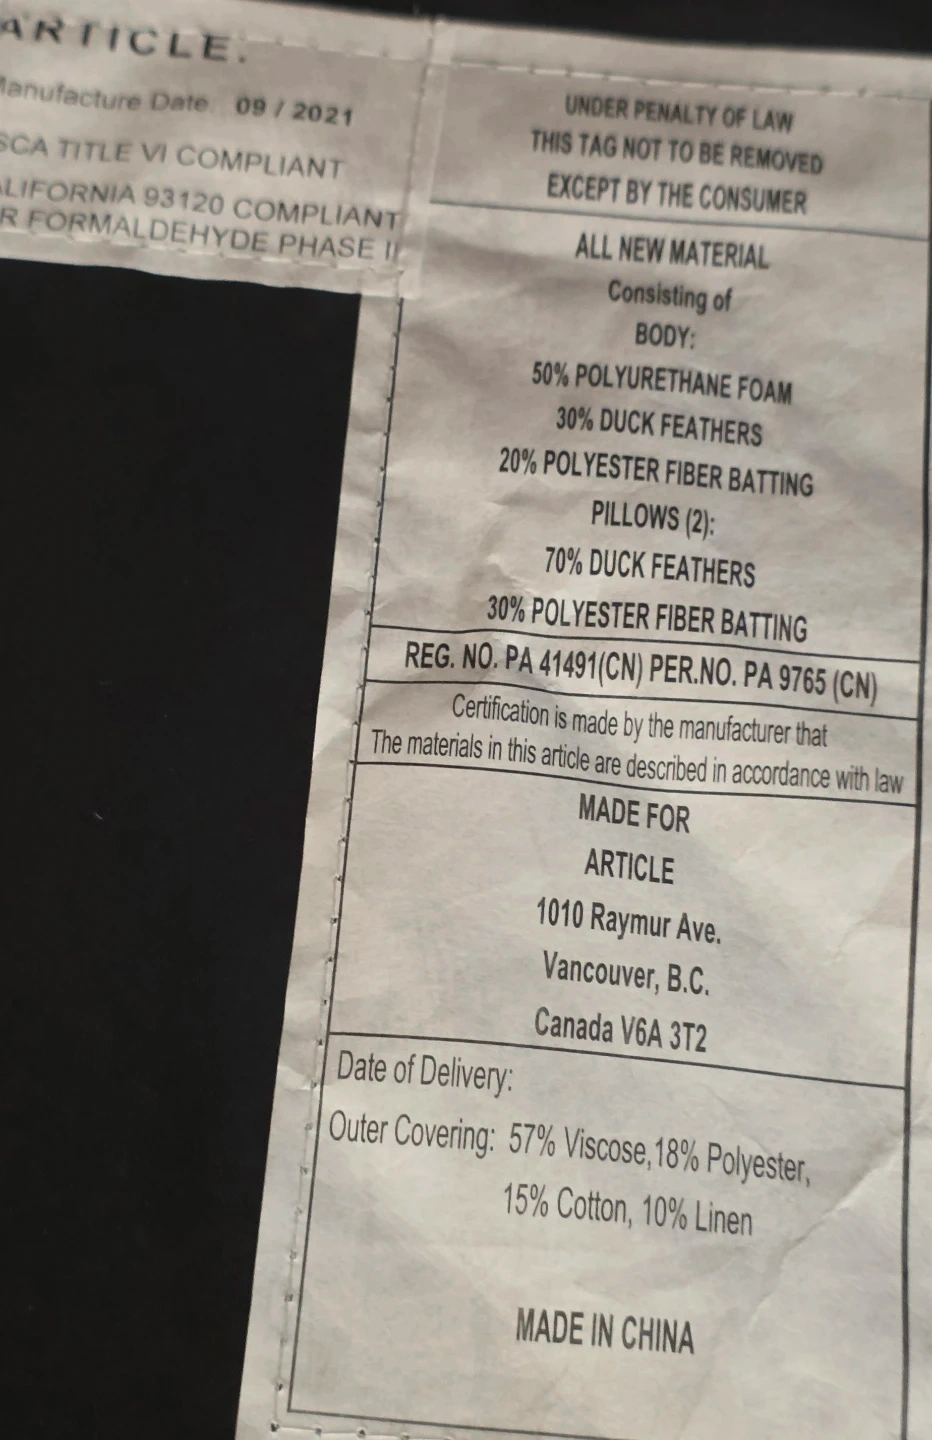 ARTICLE.
Manufacture Date. 09 / 2021
SCA TITLE VI COMPLIANT
ALIFORNIA 93120 COMPLIANT
R FORMALDEHYDE PHASE II
UNDER PENALTY OF LAW
THIS TAG NOT TO BE REMOVED
EXCEPT BY THE CONSUMER
ALL NEW MATERIAL
Consisting of
BODY:
50% POLYURETHANE FOAM
30% DUCK FEATHERS
20% POLYESTER FIBER BATTING
PILLOWS (2):
70% DUCK FEATHERS
30% POLYESTER FIBER BATTING
REG. NO. PA 41491(CN) PER.NO. PA 9765 (CN)
Certification is made by the manufacturer that
The materials in this article are described in accordance with law
MADE FOR
ARTICLE
1010 Raymur Ave.
Vancouver, B.C.
Canada V6A 3T2
Date of Delivery:
Outer Covering: 57% Viscose,18% Polyester,
15% Cotton, 10% Linen
MADE IN CHINA